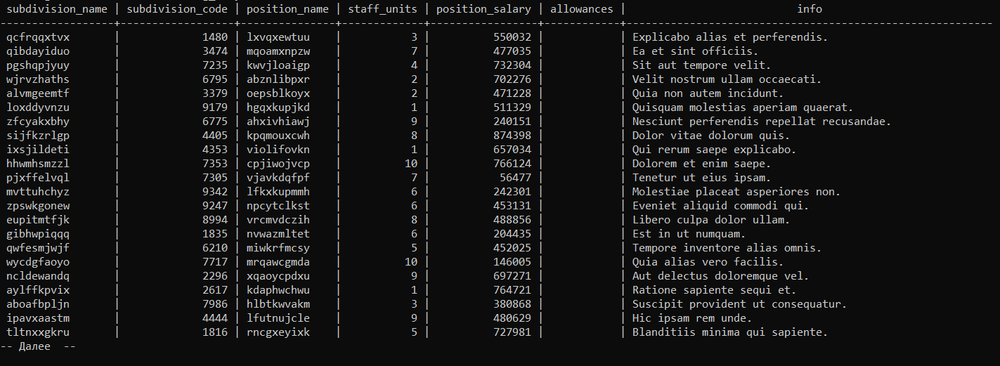 subdivision_name | subdivision_code | position_name | staff_units | position_salary | allowances | info
-----------------+------------------+---------------+-------------+-----------------+------------+----------------------------------------------------------
qcfrqqxtvx | 1480 | lxvqxewtuu | 3 | 550032 | | Explicabo alias et perferendis.
qibdayiduo | 3474 | mqoamxnpzw | 7 | 477035 | | Ea et sint officiis.
pgshqpjyuy | 7235 | kwvjloaigp | 4 | 732304 | | Sit aut tempore velit.
wjrvzhaths | 6795 | abznlibpxr | 2 | 702276 | | Velit nostrum ullam occaecati.
alvmgeemtf | 3379 | oepsblkoyx | 2 | 471228 | | Quia non autem incidunt.
loxddyvnzu | 9179 | hgqxkupjkd | 1 | 511329 | | Quisquam molestias aperiam quaerat.
zfcyakxbhy | 6775 | ahxivhiawj | 9 | 240151 | | Nesciunt perferendis repellat recusandae.
sijfkzrlgp | 4405 | kpqmouxcwh | 8 | 874398 | | Dolor vitae dolorum quis.
ixsjildeti | 4353 | violifovkn | 1 | 657034 | | Qui rerum saepe explicabo.
hhwmhsmzzl | 7353 | cpjiwojvcp | 10 | 766124 | | Dolorem et enim saepe.
pjxffelvql | 7305 | vjavkdqfpf | 7 | 56477 | | Tenetur ut eius ipsam.
mvttuhchyz | 9342 | lfkxkupmmh | 6 | 242301 | | Molestiae placeat asperiores non.
zpswkgonew | 9247 | npcytclkst | 6 | 453131 | | Eveniet aliquid commodi qui.
eupitmtfjk | 8994 | vrcmvdczih | 8 | 488856 | | Libero culpa dolor ullam.
gibhwpiqqq | 1835 | nvwazmltet | 6 | 204435 | | Est in ut numquam.
qwfesmjwjf | 6210 | miwkrfmcsy | 5 | 452025 | | Tempore inventore alias omnis.
wycdgfaoyo | 7717 | mrqawcgmda | 10 | 146005 | | Quia alias vero facilis.
ncldewandq | 2296 | xqaoycpdxu | 9 | 697271 | | Aut delectus doloremque vel.
aylffkpvix | 2617 | kdaphwchwu | 1 | 764721 | | Ratione sapiente sequi et.
aboafbpljn | 7986 | hlbtkwvakm | 3 | 380868 | | Suscipit provident ut consequatur.
ipavxaastm | 4444 | lfutnujcle | 9 | 480629 | | Hic ipsam rem unde.
tltnxxgkru | 1816 | rncgxeyixk | 5 | 727981 | | Blanditiis minima qui sapiente.
-- Далее --